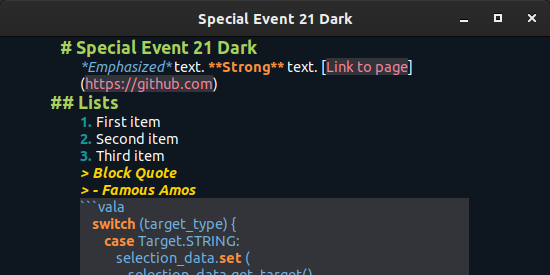 Special Event 21 Dark
# Special Event 21 Dark
*Emphasized* text. **Strong** text. [Link to page]
(https://github.com)
## Lists
1. First item
2. Second item
3. Third item
> Block Quote
> - Famous Amos
```vala
switch (target_type) {
case Target.STRING:
selection_data.set (
selection_data.get_target(),